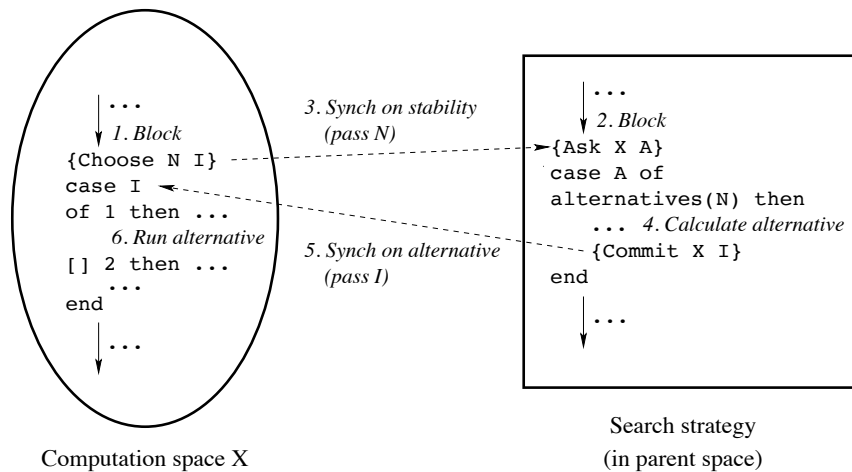 ...
1. Block
{Choose N I}
case I
of 1 then ...
6. Run alternative
[] 2 then ...
...
end
...
Computation space X
3. Synch on stability
(pass N)
5. Synch on alternative
(pass I)
...
2. Block
{Ask X A}
case A of
alternatives(N) then
... 4. Calculate alternative
{Commit X I}
end
...
Search strategy
(in parent space)